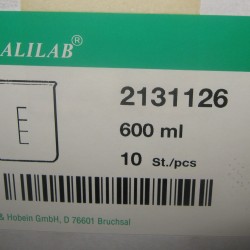 ALILAB®
2131126
600 ml
10 St./pcs
& Hobein GmbH, D 76601 Bruchsal